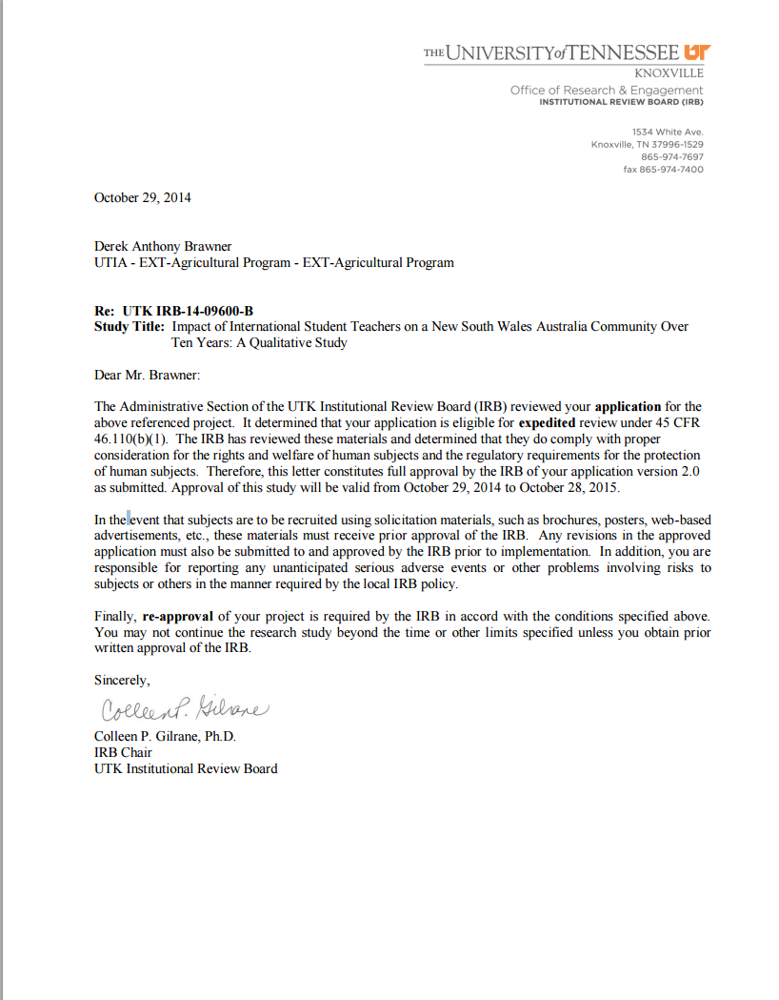 THE UNIVERSITY of TENNESSEE UT
KNOXVILLE
Office of Research & Engagement
INSTITUTIONAL REVIEW BOARD (IRB)
1534 White Ave.
Knoxville, TN 37996-1529
865-974-7697
fax 865-974-7400
October 29, 2014
Derek Anthony Brawner
UTIA - EXT-Agricultural Program - EXT-Agricultural Program
Re: UTK IRB-14-09600-B
Study Title: Impact of International Student Teachers on a New South Wales Australia Community Over
Ten Years: A Qualitative Study
Dear Mr. Brawner:
The Administrative Section of the UTK Institutional Review Board (IRB) reviewed your application for the
above referenced project. It determined that your application is eligible for expedited review under 45 CFR
46.110(b)(1). The IRB has reviewed these materials and determined that they do comply with proper
consideration for the rights and welfare of human subjects and the regulatory requirements for the protection
of human subjects. Therefore, this letter constitutes full approval by the IRB of your application version 2.0
as submitted. Approval of this study will be valid from October 29, 2014 to October 28, 2015.
In the event that subjects are to be recruited using solicitation materials, such as brochures, posters, web-based
advertisements, etc., these materials must receive prior approval of the IRB. Any revisions in the approved
application must also be submitted to and approved by the IRB prior to implementation. In addition, you are
responsible for reporting any unanticipated serious adverse events or other problems involving risks to
subjects or others in the manner required by the local IRB policy.
Finally, re-approval of your project is required by the IRB in accord with the conditions specified above.
You may not continue the research study beyond the time or other limits specified unless you obtain prior
written approval of the IRB.
Sincerely,
Colleen P. Gilrane
Colleen P. Gilrane, Ph.D.
IRB Chair
UTK Institutional Review Board